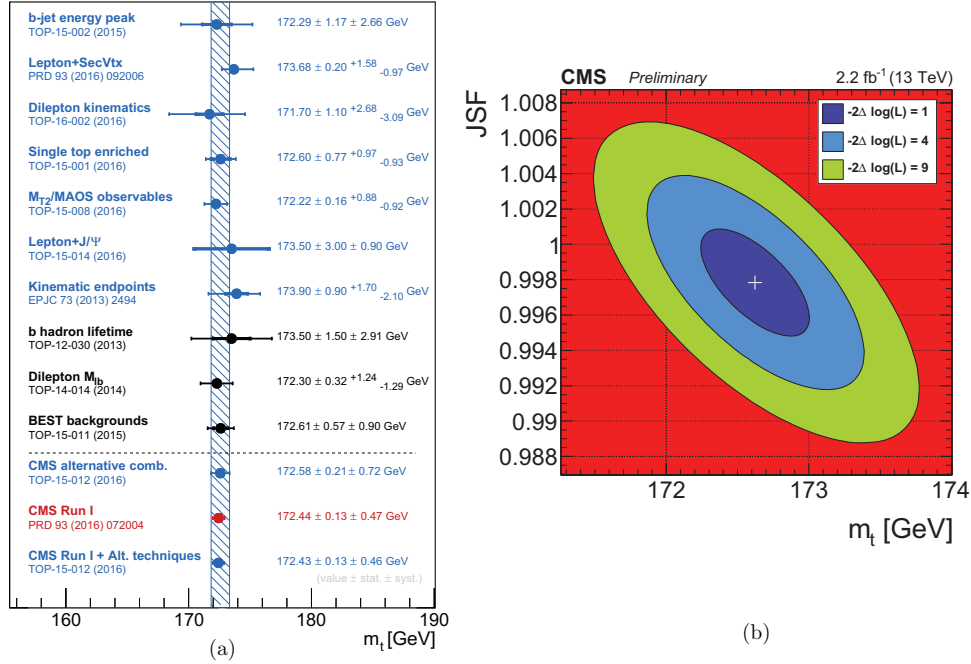 b-jet energy peak
TOP-15-002 (2015)
172.29 ± 1.17 ± 2.66 GeV
Lepton+SecVtx
PRD 93 (2016) 092006
173.68 ± 0.20 +1.58 -0.97 GeV
Dilepton kinematics
TOP-16-002 (2016)
171.70 ± 1.10 +2.68 -3.09 GeV
Single top enriched
TOP-15-001 (2016)
172.60 ± 0.77 +0.97 -0.93 GeV
MT2/MAOS observables
TOP-15-008 (2016)
172.22 ± 0.16 +0.88 -0.92 GeV
Lepton+J/Ψ
TOP-15-014 (2016)
173.50 ± 3.00 ± 0.90 GeV
Kinematic endpoints
EPJC 73 (2013) 2494
173.90 ± 0.90 +1.70 -2.10 GeV
b hadron lifetime
TOP-12-030 (2013)
173.50 ± 1.50 ± 2.91 GeV
Dilepton Mlb
TOP-14-014 (2014)
172.30 ± 0.32 +1.24 -1.29 GeV
BEST backgrounds
TOP-15-011 (2015)
172.61 ± 0.57 ± 0.90 GeV
CMS alternative comb.
TOP-15-012 (2016)
172.58 ± 0.21 ± 0.72 GeV
CMS Run I
PRD 93 (2016) 072004
172.44 ± 0.13 ± 0.47 GeV
CMS Run I + Alt. techniques
TOP-15-012 (2016)
172.43 ± 0.13 ± 0.46 GeV
(value ± stat. ± syst.)
160 170 180 190
mt [GeV]
(a)
CMS Preliminary 2.2 fb-1 (13 TeV)
JSF
1.008
1.006
1.004
1.002
1
0.998
0.996
0.994
0.992
0.99
0.988
-2Δ log(L) = 1
-2Δ log(L) = 4
-2Δ log(L) = 9
172 173 174
mt [GeV]
(b)